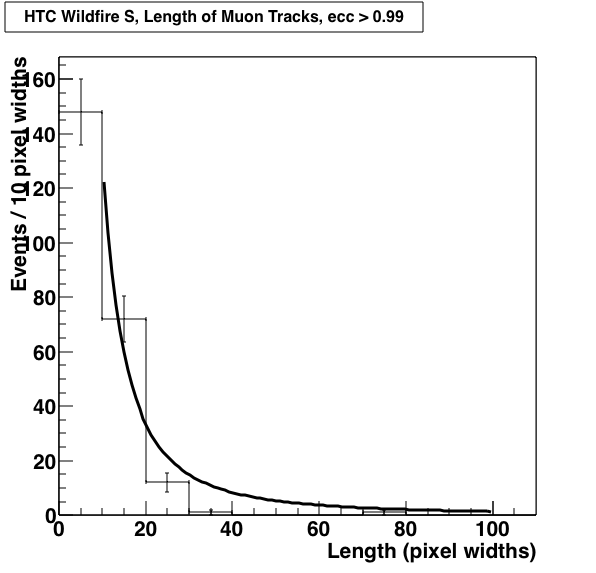 HTC Wildfire S, Length of Muon Tracks, ecc > 0.99
Events / 10 pixel widths
160
140
120
100
80
60
40
20
0
0 20 40 60 80 100
Length (pixel widths)